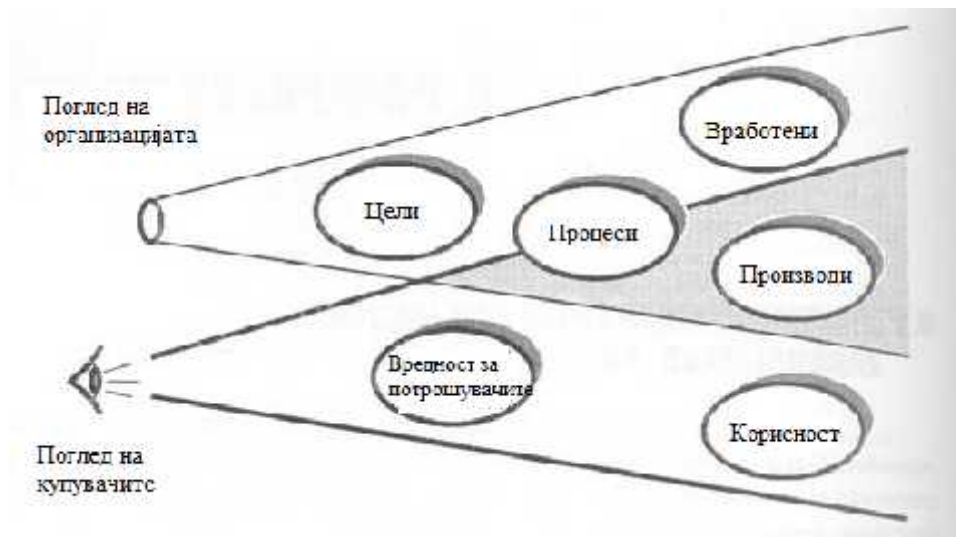 Поглед на
организацијата
Вработени
Цели
Процеси
Производи
Вредност за
потрошувачите
Корисност
Поглед на
купувачите